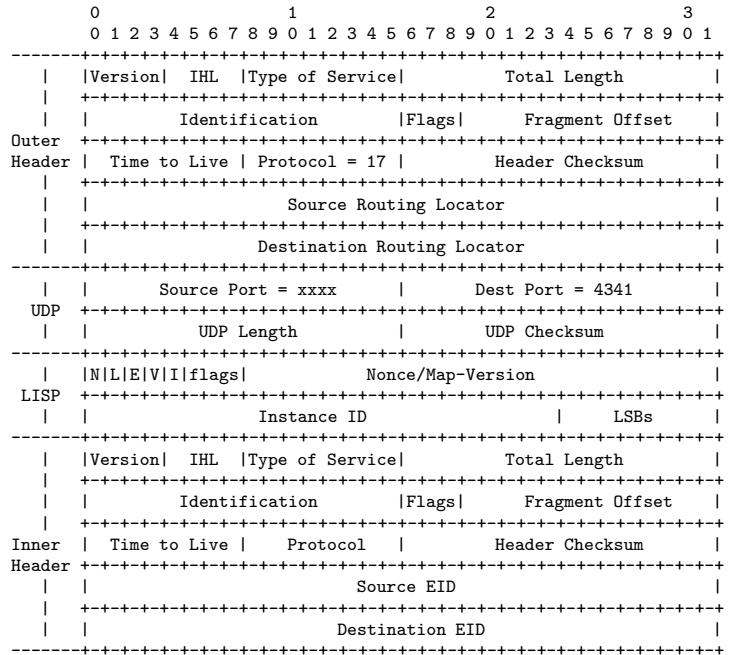 0                   1                   2                   3
        0 1 2 3 4 5 6 7 8 9 0 1 2 3 4 5 6 7 8 9 0 1 2 3 4 5 6 7 8 9 0 1
-------+-+-+-+-+-+-+-+-+-+-+-+-+-+-+-+-+-+-+-+-+-+-+-+-+-+-+-+-+-+-+-+-+
   |   |Version|  IHL  |Type of Service|          Total Length         |
   |   +-+-+-+-+-+-+-+-+-+-+-+-+-+-+-+-+-+-+-+-+-+-+-+-+-+-+-+-+-+-+-+-+
   |   |         Identification        |Flags|      Fragment Offset    |
Outer  +-+-+-+-+-+-+-+-+-+-+-+-+-+-+-+-+-+-+-+-+-+-+-+-+-+-+-+-+-+-+-+-+
Header |  Time to Live | Protocol = 17 |         Header Checksum       |
   |   +-+-+-+-+-+-+-+-+-+-+-+-+-+-+-+-+-+-+-+-+-+-+-+-+-+-+-+-+-+-+-+-+
   |   |                    Source Routing Locator                     |
   |   +-+-+-+-+-+-+-+-+-+-+-+-+-+-+-+-+-+-+-+-+-+-+-+-+-+-+-+-+-+-+-+-+
   |   |                 Destination Routing Locator                   |
-------+-+-+-+-+-+-+-+-+-+-+-+-+-+-+-+-+-+-+-+-+-+-+-+-+-+-+-+-+-+-+-+-+
   |   |       Source Port = xxxx      |       Dest Port = 4341        |
  UDP  +-+-+-+-+-+-+-+-+-+-+-+-+-+-+-+-+-+-+-+-+-+-+-+-+-+-+-+-+-+-+-+-+
   |   |           UDP Length          |        UDP Checksum           |
-------+-+-+-+-+-+-+-+-+-+-+-+-+-+-+-+-+-+-+-+-+-+-+-+-+-+-+-+-+-+-+-+-+
   |   |N|L|E|V|I|flags|            Nonce/Map-Version                  |
 LISP  +-+-+-+-+-+-+-+-+-+-+-+-+-+-+-+-+-+-+-+-+-+-+-+-+-+-+-+-+-+-+-+-+
   |   |                 Instance ID                   |     LSBs      |
-------+-+-+-+-+-+-+-+-+-+-+-+-+-+-+-+-+-+-+-+-+-+-+-+-+-+-+-+-+-+-+-+-+
   |   |Version|  IHL  |Type of Service|          Total Length         |
   |   +-+-+-+-+-+-+-+-+-+-+-+-+-+-+-+-+-+-+-+-+-+-+-+-+-+-+-+-+-+-+-+-+
   |   |         Identification        |Flags|      Fragment Offset    |
   |   +-+-+-+-+-+-+-+-+-+-+-+-+-+-+-+-+-+-+-+-+-+-+-+-+-+-+-+-+-+-+-+-+
Inner  |  Time to Live |    Protocol   |         Header Checksum       |
Header +-+-+-+-+-+-+-+-+-+-+-+-+-+-+-+-+-+-+-+-+-+-+-+-+-+-+-+-+-+-+-+-+
   |   |                           Source EID                          |
   |   +-+-+-+-+-+-+-+-+-+-+-+-+-+-+-+-+-+-+-+-+-+-+-+-+-+-+-+-+-+-+-+-+
   |   |                         Destination EID                       |
-------+-+-+-+-+-+-+-+-+-+-+-+-+-+-+-+-+-+-+-+-+-+-+-+-+-+-+-+-+-+-+-+-+